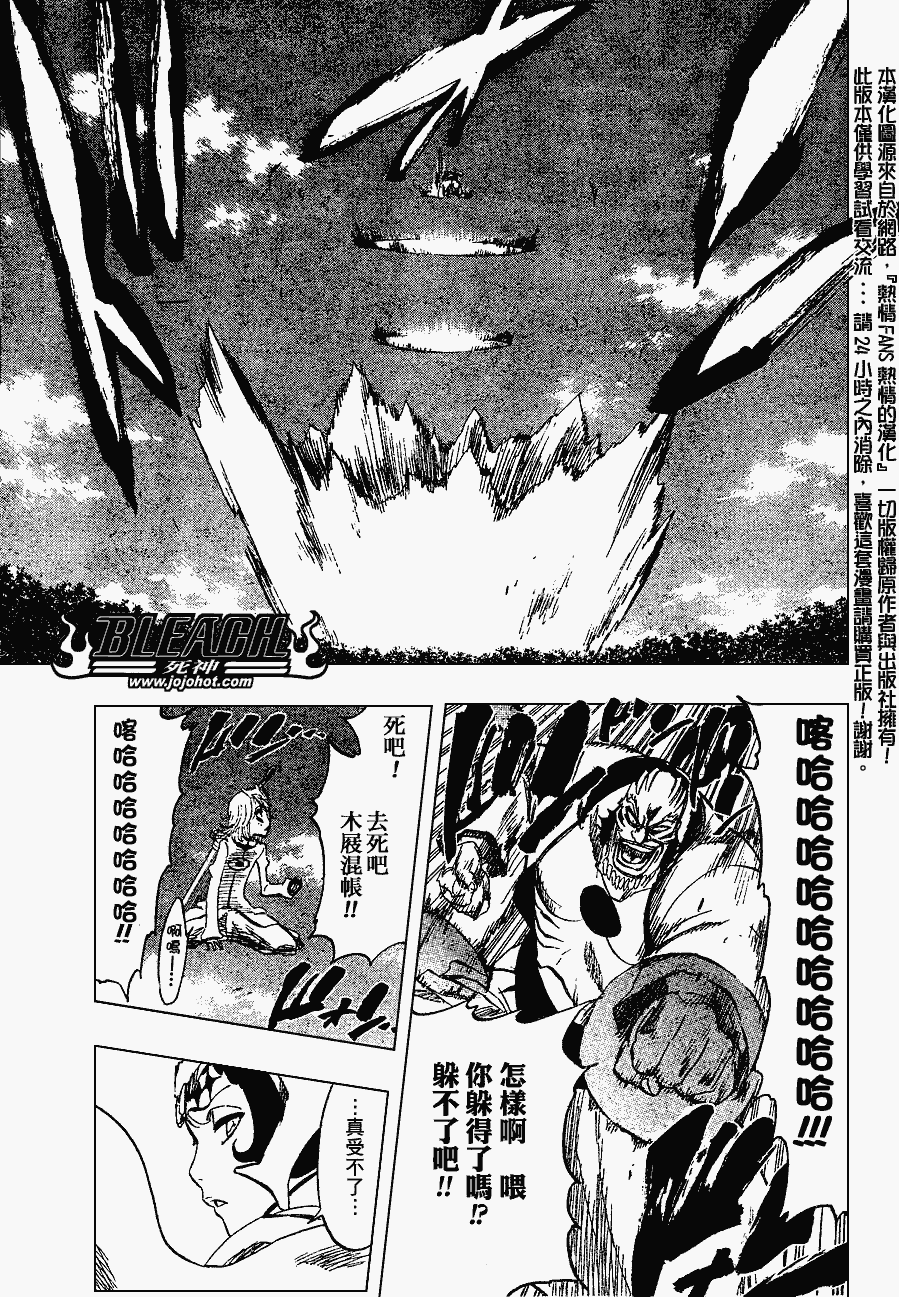 本漢化圖源來自於網路,『熱情FANS熱情的漢化』一切版權歸原作者與出版社擁有!
此版本僅供學習試看交流…請24小時之內消除,喜歡這套漫畫請購買正版!謝謝。
BLEACH
死神
www.jojohot.com
喀哈哈哈哈哈哈哈哈哈!!!
怎樣啊 喂
你躲得了嗎!?
躲不了吧!!
死吧!
去死吧
木屐混帳!!
ドドン…
喀哈哈哈哈哈哈哈!!
啊嗚…
…真受不了…